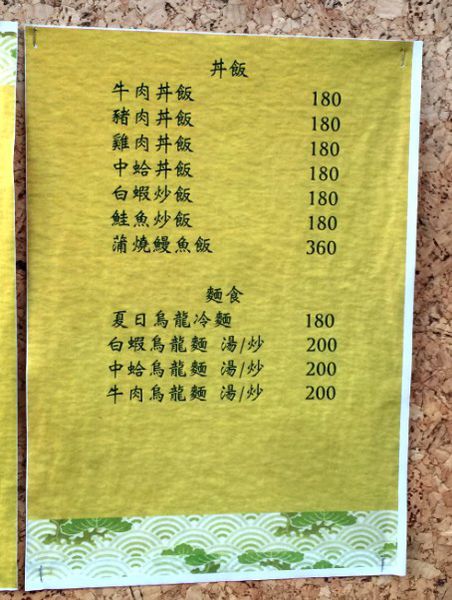 丼飯
牛肉丼飯 180
豬肉丼飯 180
雞肉丼飯 180
中蛤丼飯 180
白蝦炒飯 180
鮭魚炒飯 180
蒲燒鰻魚飯 360
麵食
夏日烏龍冷麵 180
白蝦烏龍麵 湯/炒 200
中蛤烏龍麵 湯/炒 200
牛肉烏龍麵 湯/炒 200